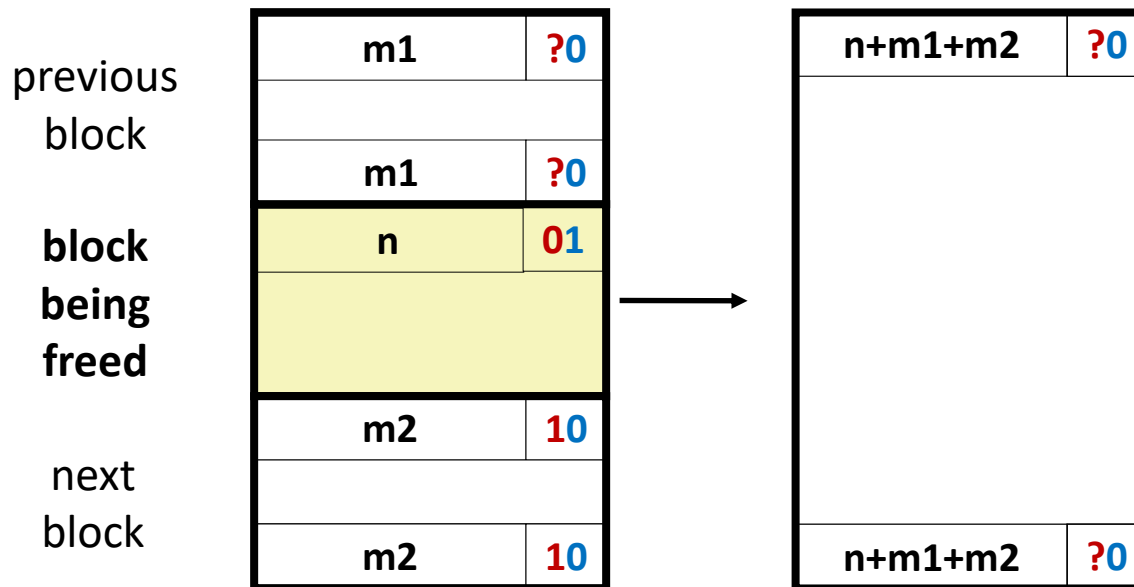 previous
block
m1 ?0
m1 ?0
block
being
freed
n 01
next
block
m2 10
m2 10
n+m1+m2 ?0
n+m1+m2 ?0